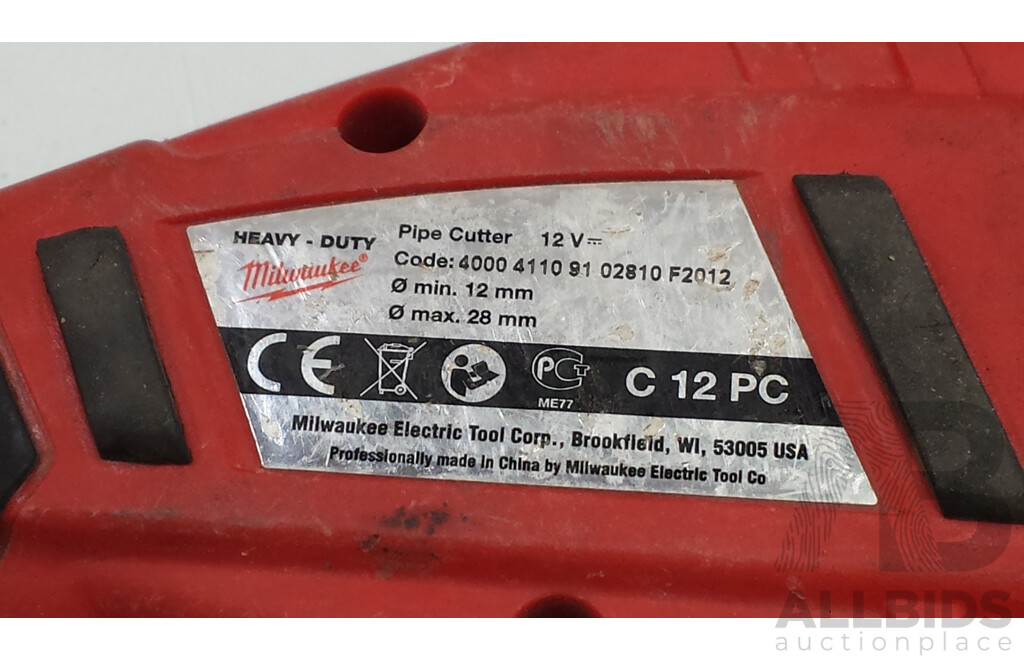 HEAVY - DUTY
Milwaukee®
Pipe Cutter 12 V⎓
Code: 4000 4110 91 02810 F2012
Ø min. 12 mm
Ø max. 28 mm
CE
PCT
ME77
C 12 PC
Milwaukee Electric Tool Corp., Brookfield, WI, 53005 USA
Professionally made in China by Milwaukee Electric Tool Co
AB
ALLBIDS
auctionplace